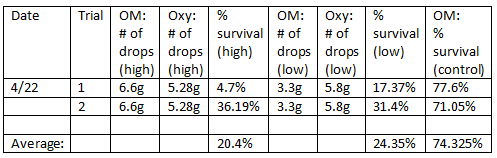 Date Trial OM: # of drops (high) Oxy: # of drops (high) % survival (high) OM: # of drops (low) Oxy: # of drops (low) % survival (low) OM: % survival (control)
4/22 1 6.6g 5.28g 4.7% 3.3g 5.8g 17.37% 77.6%
2 6.6g 5.28g 36.19% 3.3g 5.8g 31.4% 71.05%
Average: 20.4% 24.35% 74.325%